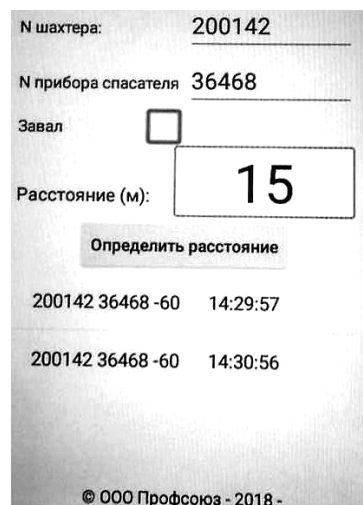 N шахтера: 200142
N прибора спасателя 36468
Завал
Расстояние (м): 15
Определить расстояние
200142 36468 -60 14:29:57
200142 36468 -60 14:30:56
© ООО Профсоюз - 2018 -